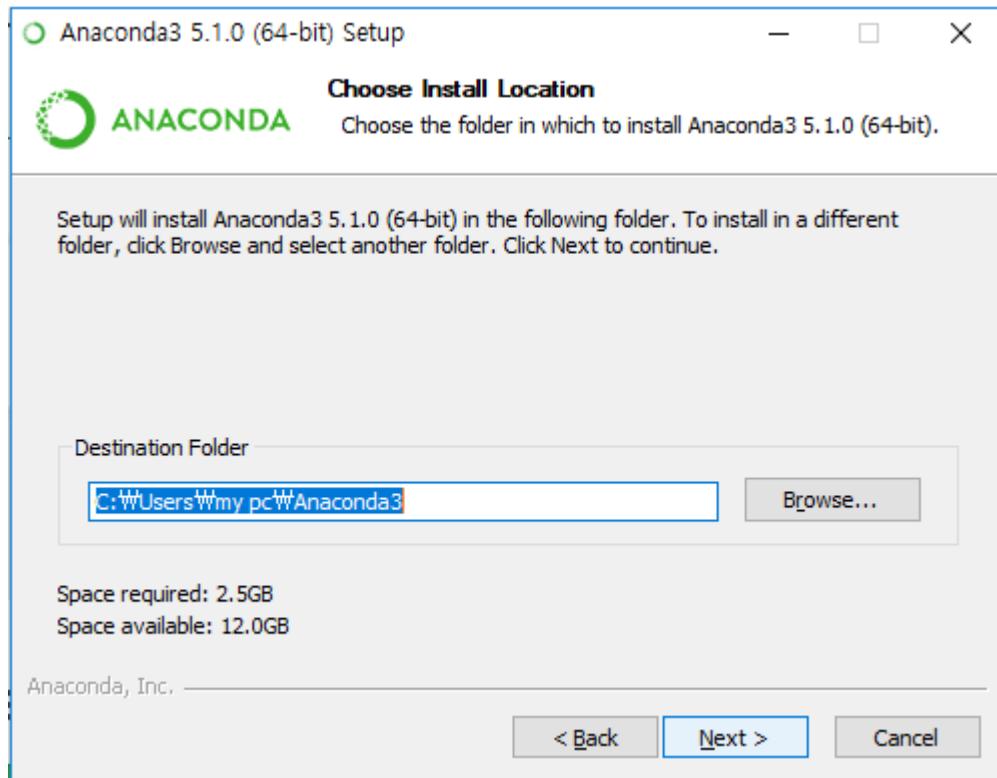 Anaconda3 5.1.0 (64-bit) Setup
ANACONDA
Choose Install Location
Choose the folder in which to install Anaconda3 5.1.0 (64-bit).
Setup will install Anaconda3 5.1.0 (64-bit) in the following folder. To install in a different
folder, click Browse and select another folder. Click Next to continue.
Destination Folder
C:₩Users₩my pc₩Anaconda3
Browse...
Space required: 2.5GB
Space available: 12.0GB
Anaconda, Inc.
< Back
Next >
Cancel